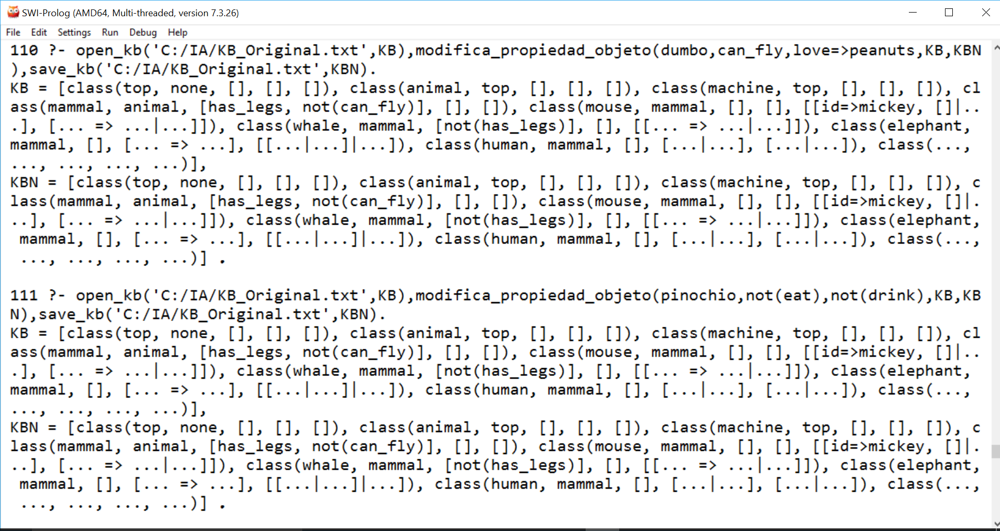 SWI-Prolog (AMD64, Multi-threaded, version 7.3.26)
File Edit Settings Run Debug Help
110 ?- open_kb('C:/IA/KB_Original.txt',KB),modifica_propiedad_objeto(dumbo,can_fly,love=>peanuts,KB,KBN
),save_kb('C:/IA/KB_Original.txt',KBN).
KB = [class(top, none, [], [], []), class(animal, top, [], [], []), class(machine, top, [], [], []), cl
ass(mammal, animal, [has_legs, not(can_fly)], [], []), class(mouse, mammal, [], [], [[id=>mickey, []|..
.], [... => ...|...]]), class(whale, mammal, [not(has_legs)], [], [[... => ...|...]]), class(elephant,
mammal, [], [... => ...], [[...|...]|...]), class(human, mammal, [], [...|...], [...|...]), class(...,
..., ..., ..., ...)],
KBN = [class(top, none, [], [], []), class(animal, top, [], [], []), class(machine, top, [], [], []), c
lass(mammal, animal, [has_legs, not(can_fly)], [], []), class(mouse, mammal, [], [], [[id=>mickey, []|.
..], [... => ...|...]]), class(whale, mammal, [not(has_legs)], [], [[... => ...|...]]), class(elephant,
mammal, [], [... => ...], [[...|...]|...]), class(human, mammal, [], [...|...], [...|...]), class(...,
..., ..., ..., ...)] .
111 ?- open_kb('C:/IA/KB_Original.txt',KB),modifica_propiedad_objeto(pinochio,not(eat),not(drink),KB,KB
N),save_kb('C:/IA/KB_Original.txt',KBN).
KB = [class(top, none, [], [], []), class(animal, top, [], [], []), class(machine, top, [], [], []), cl
ass(mammal, animal, [has_legs, not(can_fly)], [], []), class(mouse, mammal, [], [], [[id=>mickey, []|..
.], [... => ...|...]]), class(whale, mammal, [not(has_legs)], [], [[... => ...|...]]), class(elephant,
mammal, [], [... => ...], [[...|...]|...]), class(human, mammal, [], [...|...], [...|...]), class(...,
..., ..., ..., ...)],
KBN = [class(top, none, [], [], []), class(animal, top, [], [], []), class(machine, top, [], [], []), c
lass(mammal, animal, [has_legs, not(can_fly)], [], []), class(mouse, mammal, [], [], [[id=>mickey, []|.
..], [... => ...|...]]), class(whale, mammal, [not(has_legs)], [], [[... => ...|...]]), class(elephant,
mammal, [], [... => ...], [[...|...]|...]), class(human, mammal, [], [...|...], [...|...]), class(...,
..., ..., ..., ...)] .